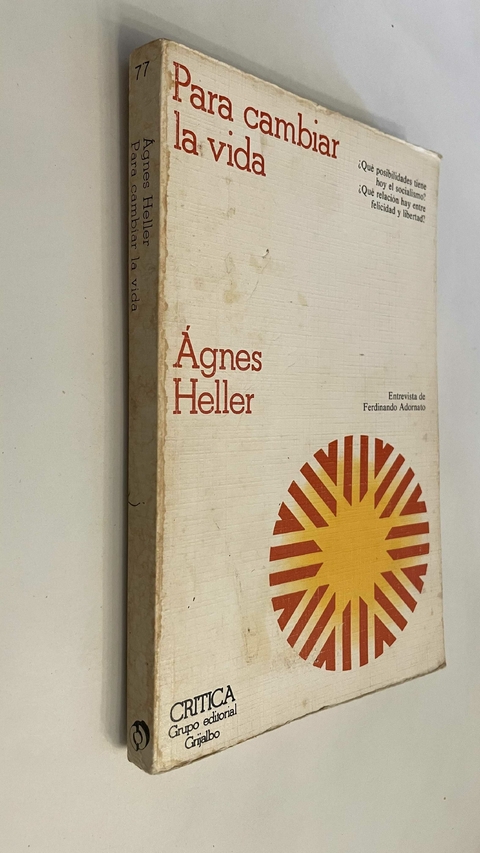 77
Ágnes Heller
Para cambiar la vida
Para cambiar
la vida
¿Qué posibilidades tiene
hoy el socialismo?
¿Qué relación hay entre
felicidad y libertad?
Ágnes
Heller
Entrevista de
Ferdinando Adornato
CRITICA
Grupo editorial
Grijalbo